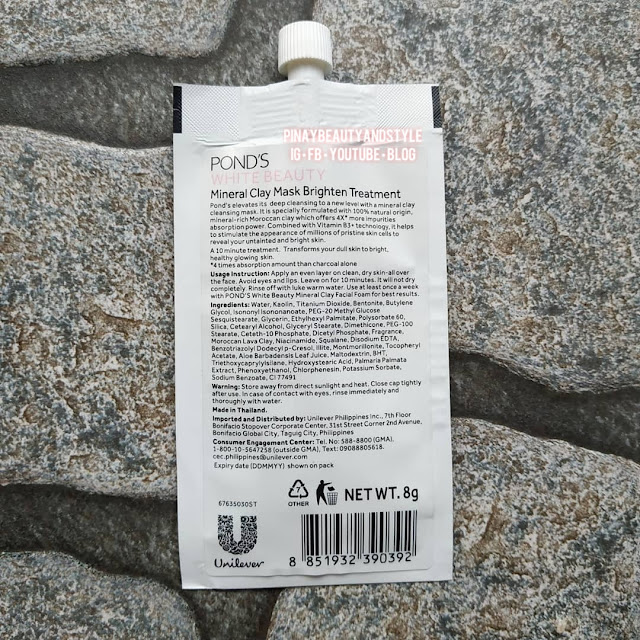 PINAYBEAUTYANDSTYLE
IG•FB•YOUTUBE•BLOG
POND'S
WHITE BEAUTY
Mineral Clay Mask Brighten Treatment
Pond's elevates its deep cleansing to a new level with a mineral clay
cleansing mask. It is specially formulated with 100% natural origin,
mineral-rich Moroccan clay which offers 4X* more impurities
absorption power. Combined with Vitamin B3+ technology, it helps
to stimulate the appearance of millions of pristine skin cells to
reveal your untainted and bright skin.
A 10 minute treatment. Transforms your dull skin to bright,
healthy glowing skin.
*4 times absorption amount than charcoal alone
Usage Instruction: Apply an even layer on clean, dry skin-all over
the face. Avoid eyes and lips. Leave on for 10 minutes. It will not dry
completely. Rinse off with luke warm water. Use at least once a week
with POND'S White Beauty Mineral Clay Facial Foam for best results.
Ingredients: Water, Kaolin, Titanium Dioxide, Bentonite, Butylene
Glycol, Isononyl Isononanoate, PEG-20 Methyl Glucose
Sesquistearate, Glycerin, Ethylhexyl Palmitate, Polysorbate 60,
Silica, Cetearyl Alcohol, Glyceryl Stearate, Dimethicone, PEG-100
Stearate, Ceteth-10 Phosphate, Dicetyl Phosphate, Fragrance,
Moroccan Lava Clay, Niacinamide, Squalane, Disodium EDTA,
Benzotriazolyl Dodecyl p-Cresol, Illite, Montmorillonite, Tocopheryl
Acetate, Aloe Barbadensis Leaf Juice, Maltodextrin, BHT,
Triethoxycaprylylsilane, Hydroxystearic Acid, Palmaria Palmata
Extract, Phenoxyethanol, Chlorphenesin, Potassium Sorbate,
Sodium Benzoate, CI 77491
Warning: Store away from direct sunlight and heat. Close cap tightly
after use. In case of contact with eyes, rinse immediately and
thoroughly with water.
Made in Thailand.
Imported and Distributed by: Unilever Philippines Inc., 7th Floor
Bonifacio Stopover Corporate Center, 31st Street Corner 2nd Avenue,
Bonifacio Global City, Taguig City, Philippines
Consumer Engagement Center: Tel. No: 588-8800 (GMA).
1-800-10-5647258 (outside GMA). Text: 09088805618.
cec.philippines@unilever.com
Expiry date (DDMMYY) shown on pack
7
OTHER
NET WT. 8g
67635030ST
Unilever
8 851932 390392